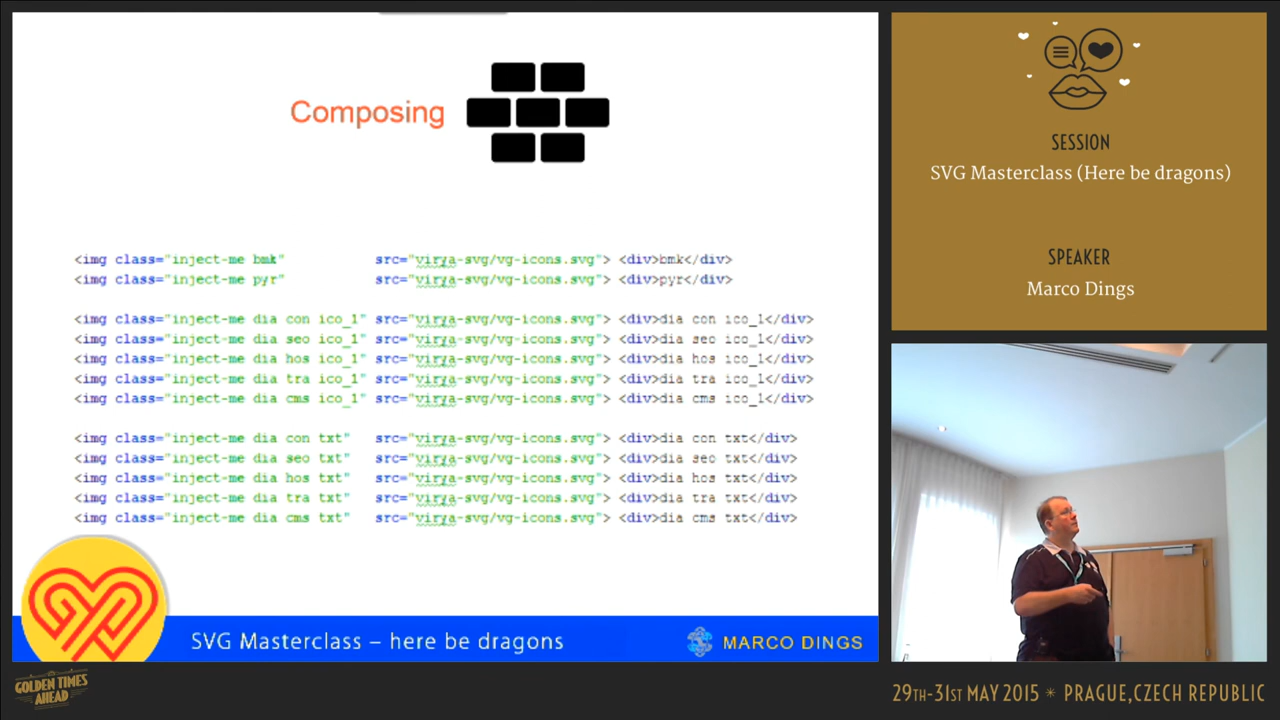 Composing
<img class="inject-me bmk" src="virya-svg/vg-icons.svg"> <div>bmk</div>
<img class="inject-me pyr" src="virya-svg/vg-icons.svg"> <div>pyr</div>
<img class="inject-me dia con ico_1" src="virya-svg/vg-icons.svg"> <div>dia con ico_1</div>
<img class="inject-me dia seo ico_1" src="virya-svg/vg-icons.svg"> <div>dia seo ico_1</div>
<img class="inject-me dia hos ico_1" src="virya-svg/vg-icons.svg"> <div>dia hos ico_1</div>
<img class="inject-me dia tra ico_1" src="virya-svg/vg-icons.svg"> <div>dia tra ico_1</div>
<img class="inject-me dia cms ico_1" src="virya-svg/vg-icons.svg"> <div>dia cms ico_1</div>
<img class="inject-me dia con txt" src="virya-svg/vg-icons.svg"> <div>dia con txt</div>
<img class="inject-me dia seo txt" src="virya-svg/vg-icons.svg"> <div>dia seo txt</div>
<img class="inject-me dia hos txt" src="virya-svg/vg-icons.svg"> <div>dia hos txt</div>
<img class="inject-me dia tra txt" src="virya-svg/vg-icons.svg"> <div>dia tra txt</div>
<img class="inject-me dia cms txt" src="virya-svg/vg-icons.svg"> <div>dia cms txt</div>
SVG Masterclass – here be dragons
MARCO DINGS
SESSION
SVG Masterclass (Here be dragons)
SPEAKER
Marco Dings
GOLDEN TIMES
AHEAD
29TH-31ST MAY 2015 * PRAGUE, CZECH REPUBLIC